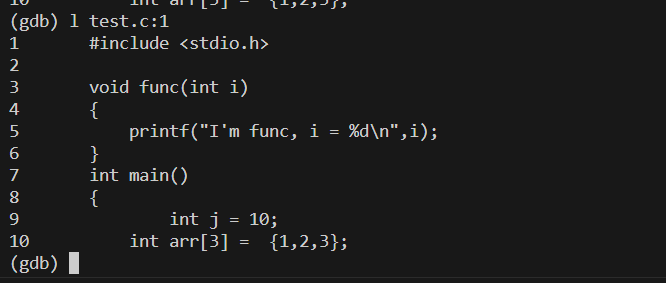 10 int arr[3] = {1,2,3};
(gdb) l test.c:1
1 #include <stdio.h>
2
3 void func(int i)
4 {
5 printf("I'm func, i = %d\n",i);
6 }
7 int main()
8 {
9 int j = 10;
10 int arr[3] = {1,2,3};
(gdb)